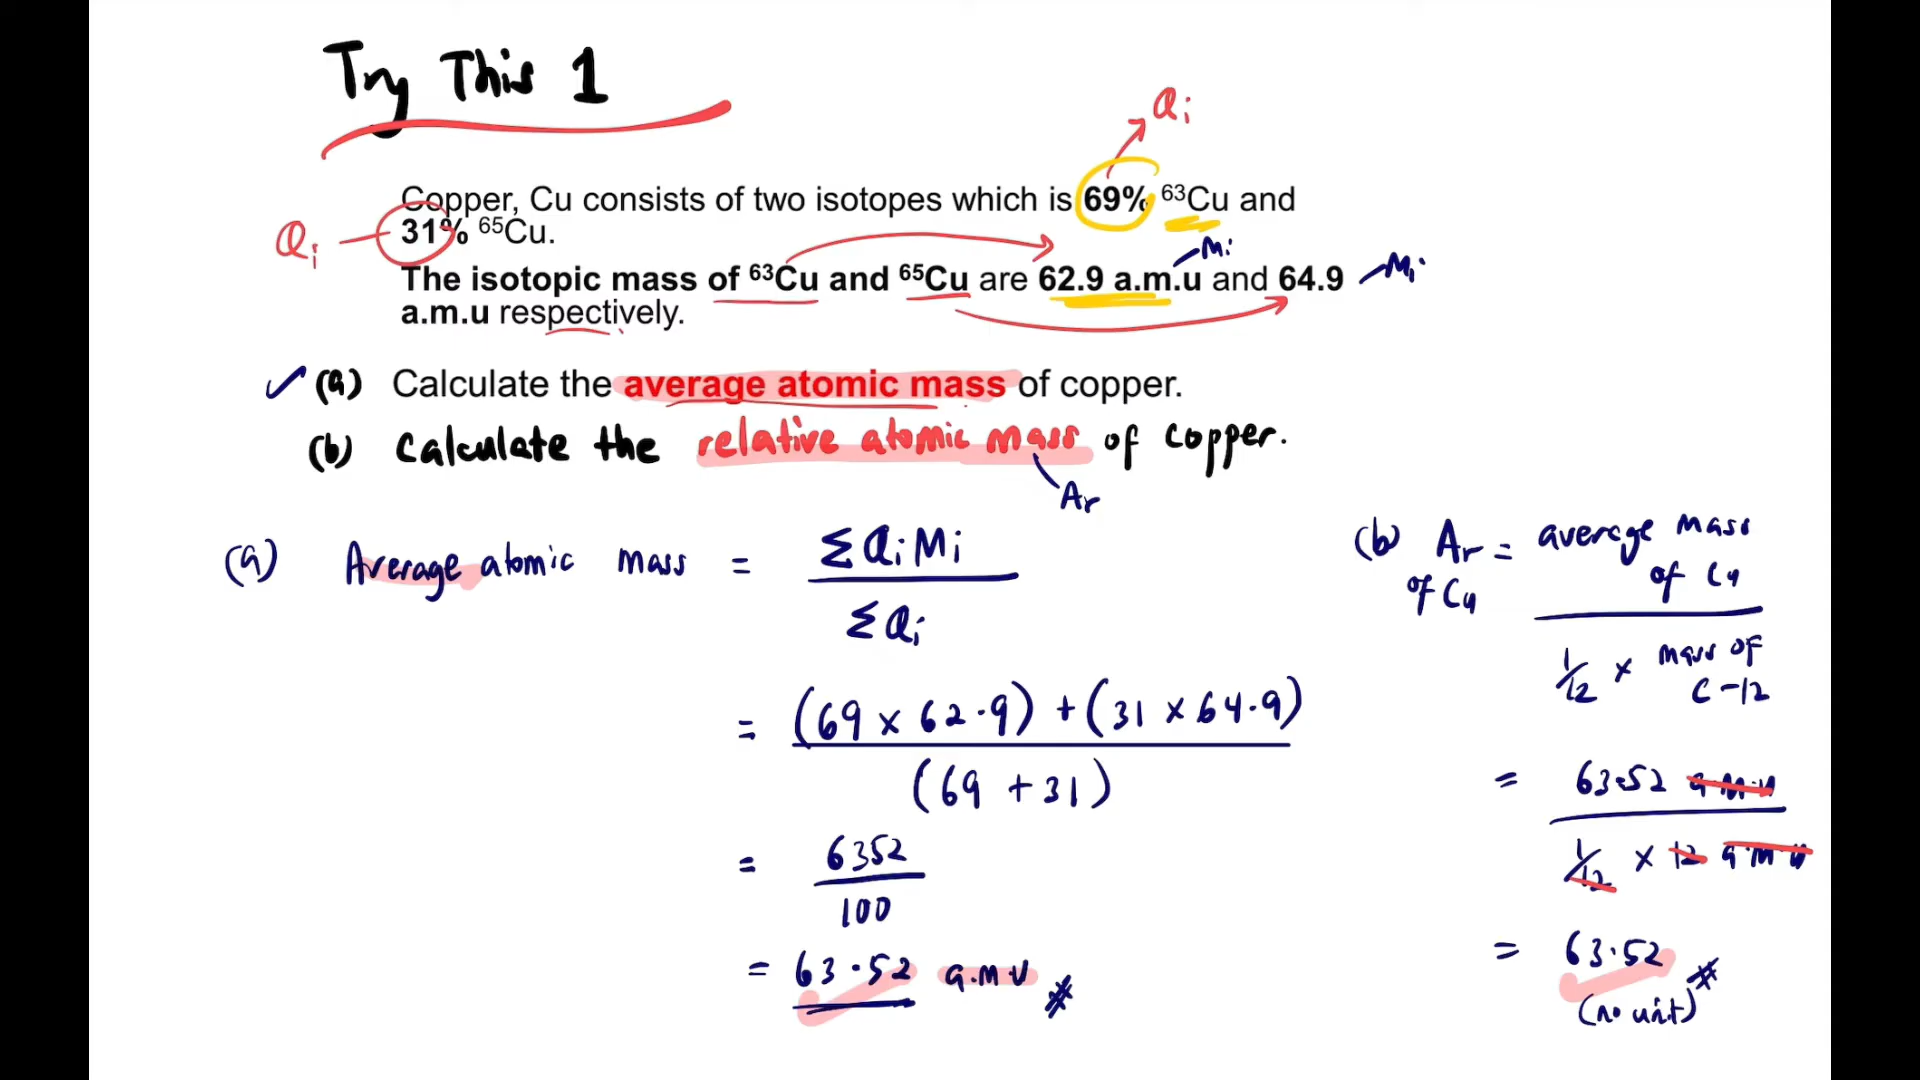 Try This 1
Qi
Copper, Cu consists of two isotopes which is 69% ⁶³Cu and
Qi 31% ⁶⁵Cu.
Mi
The isotopic mass of ⁶³Cu and ⁶⁵Cu are 62.9 a.m.u and 64.9 Mi
a.m.u respectively.
(a) Calculate the average atomic mass of copper.
(b) Calculate the relative atomic mass of copper.
Ar
(a) Average atomic mass = ΣQiMi
ΣQi
= (69 × 62.9) + (31 × 64.9)
(69 + 31)
= 6352
100
= 63.52 a.m.u #
(b) Ar = average mass
of Cu of Cu
1/12 × mass of
C-12
= 63.52 a.m.u
1/12 × 12 a.m.u
= 63.52 #
(no unit)